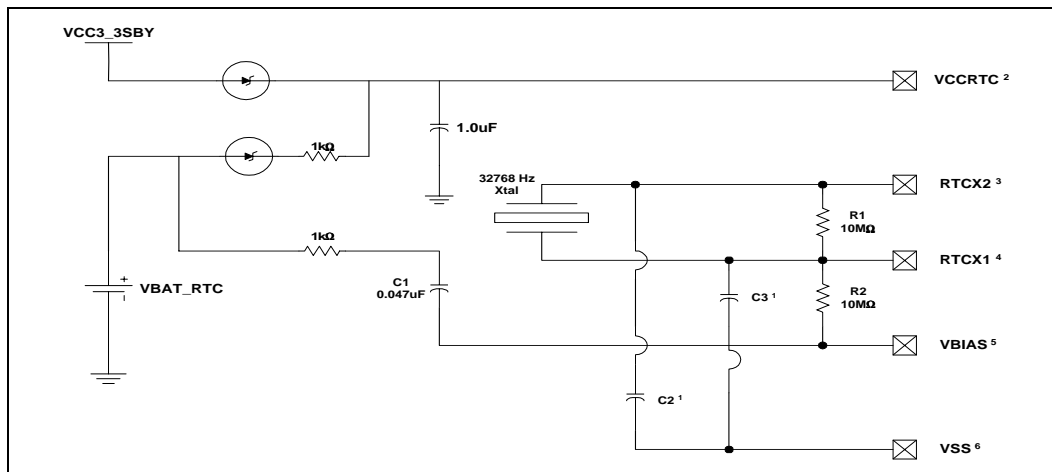 VCC3_3SBY
VCCRTC 2
1.0uF
1kΩ
32768 Hz
Xtal
RTCX2 3
R1
10MΩ
1kΩ
RTCX1 4
C1
0.047uF
VBAT_RTC
+
-
C3 1
R2
10MΩ
VBIAS 5
C2 1
VSS 6